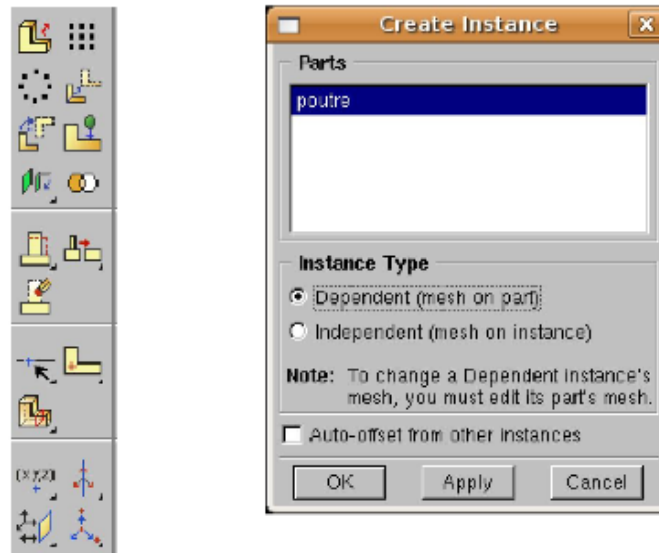 Create Instance
Parts
poutre
Instance Type
Dependent (mesh on part)
Independent (mesh on instance)
Note: To change a Dependent instance's
mesh, you must edit its part's mesh.
Auto-offset from other instances
OK Apply Cancel
(XYZ)